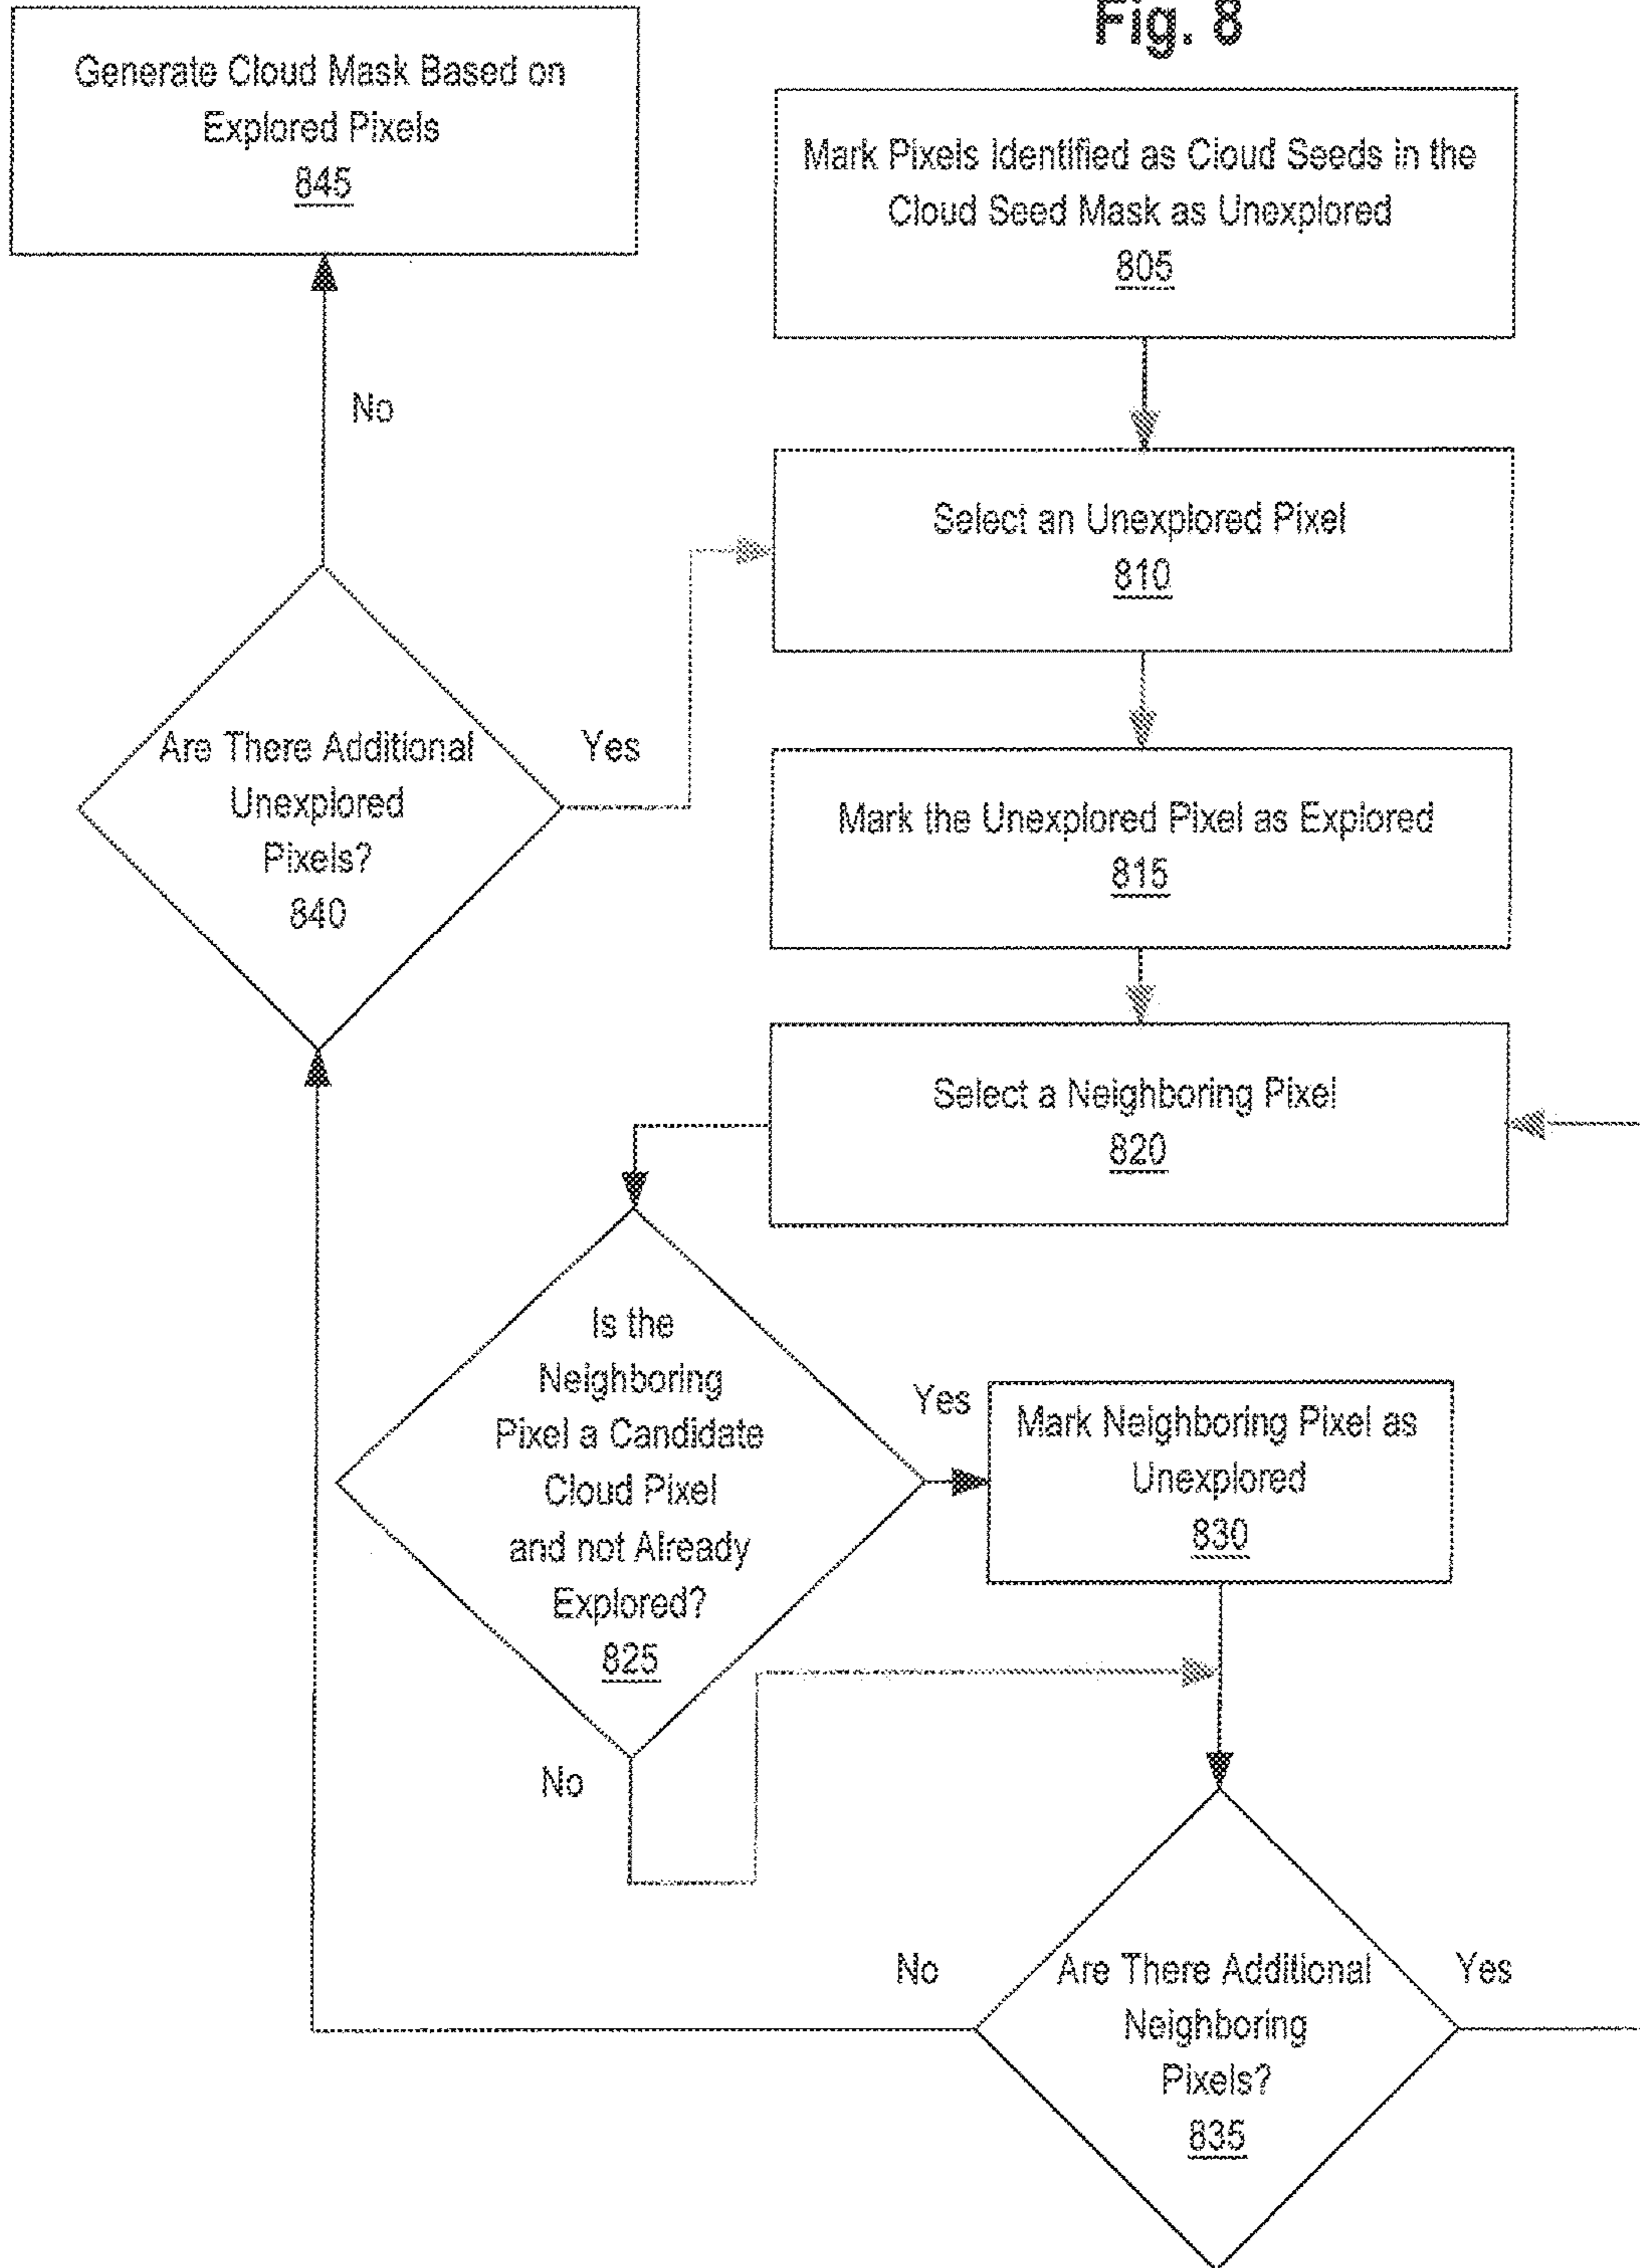 Fig. 8
Generate Cloud Mask Based on
Explored Pixels
845
Mark Pixels Identified as Cloud Seeds in the
Cloud Seed Mask as Unexplored
805
No
Select an Unexplored Pixel
810
Are There Additional
Unexplored
Pixels?
840
Yes
Mark the Unexplored Pixel as Explored
815
Select a Neighboring Pixel
820
Is the
Neighboring
Pixel a Candidate
Cloud Pixel
and not Already
Explored?
825
Yes
Mark Neighboring Pixel as
Unexplored
830
No
No
Are There Additional
Neighboring
Pixels?
835
Yes